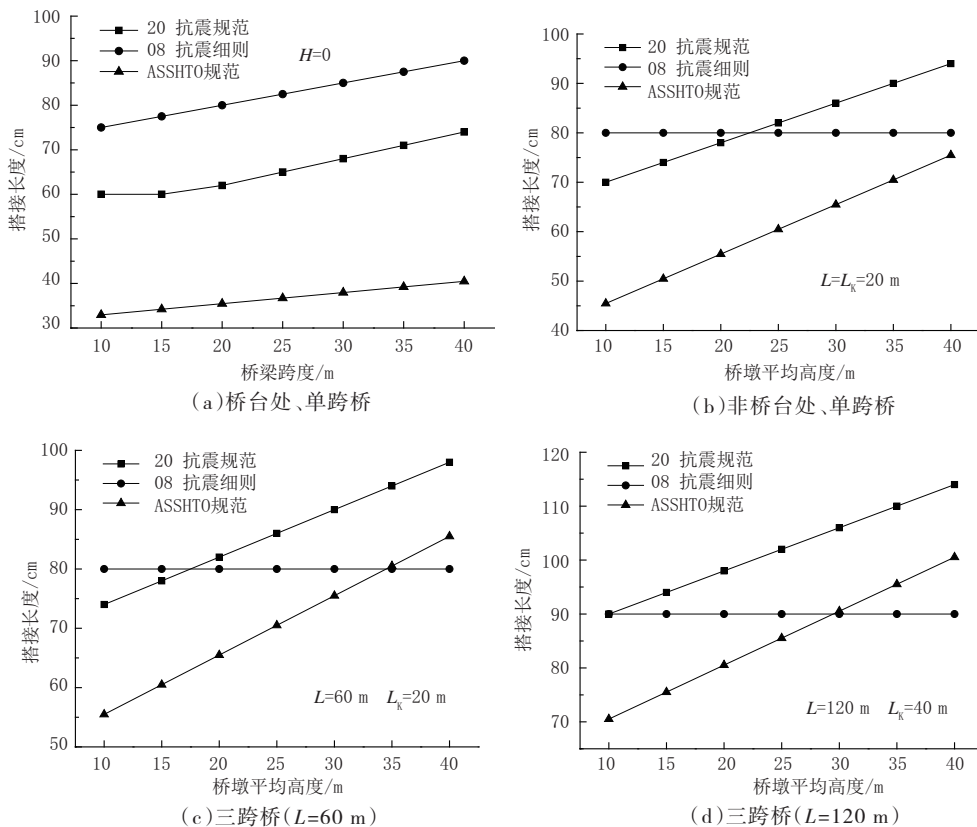 100
90
80
70
60
50
40
30
搭接长度/cm
20 抗震规范
08 抗震细则
ASSHTO规范
H=0
10 15 20 25 30 35 40
桥梁跨度/m
(a)桥台处、单跨桥
100
90
80
70
60
50
40
搭接长度/cm
20 抗震规范
08 抗震细则
ASSHTO规范
L=LK=20 m
10 15 20 25 30 35 40
桥墩平均高度/m
(b)非桥台处、单跨桥
100
90
80
70
60
50
搭接长度/cm
20 抗震规范
08 抗震细则
ASSHTO规范
L=60 m LK=20 m
10 15 20 25 30 35 40
桥墩平均高度/m
(c)三跨桥(L=60 m)
120
110
100
90
80
70
搭接长度/cm
20 抗震规范
08 抗震细则
ASSHTO规范
L=120 m LK=40 m
10 15 20 25 30 35 40
桥墩平均高度/m
(d)三跨桥(L=120 m)